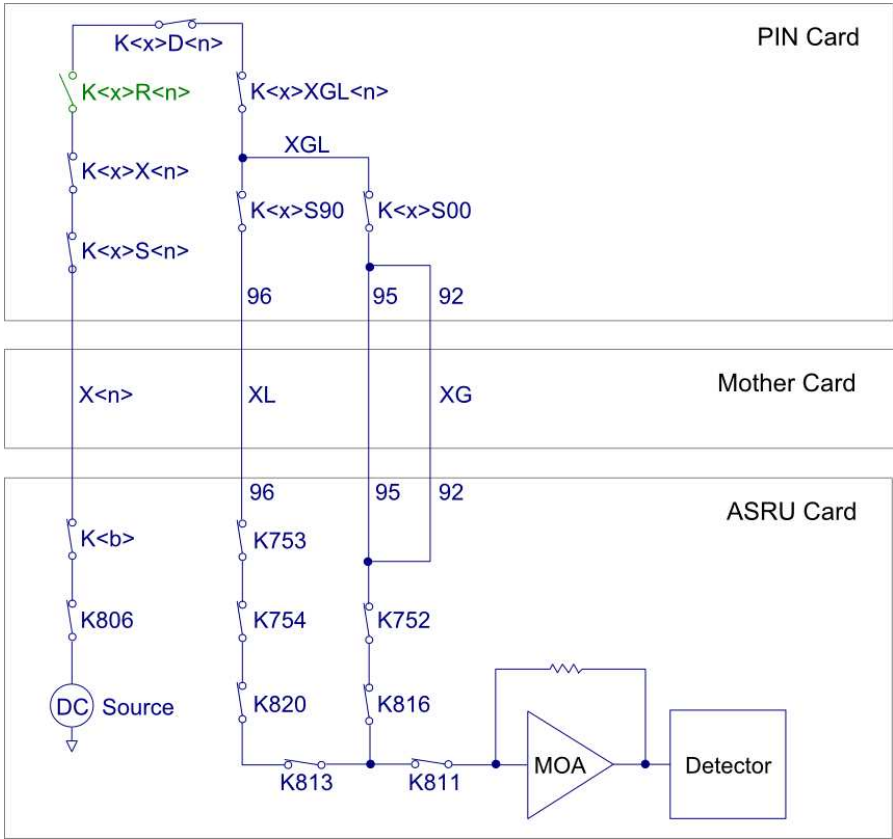 PIN Card
K<x>D<n>
K<x>R<n>
K<x>XGL<n>
XGL
K<x>X<n>
K<x>S90
K<x>S00
K<x>S<n>
96
95
92
Mother Card
X<n>
XL
XG
96
95
92
ASRU Card
K<b>
K753
K806
K754
K752
DC
Source
K820
K816
K813
K811
MOA
Detector